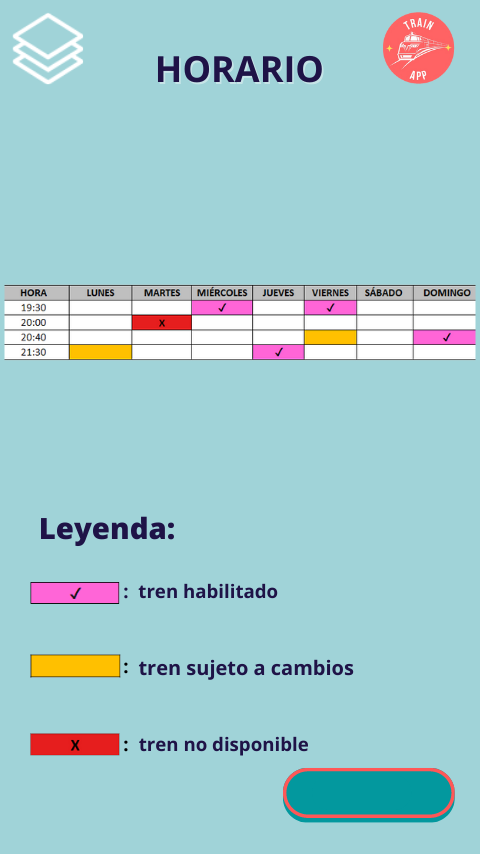 TRAIN
APP
HORARIO
HORA LUNES MARTES MIÉRCOLES JUEVES VIERNES SÁBADO DOMINGO
19:30 ✓ ✓
20:00 X
20:40 ✓
21:30 ✓
Leyenda:
✓ : tren habilitado
: tren sujeto a cambios
X : tren no disponible